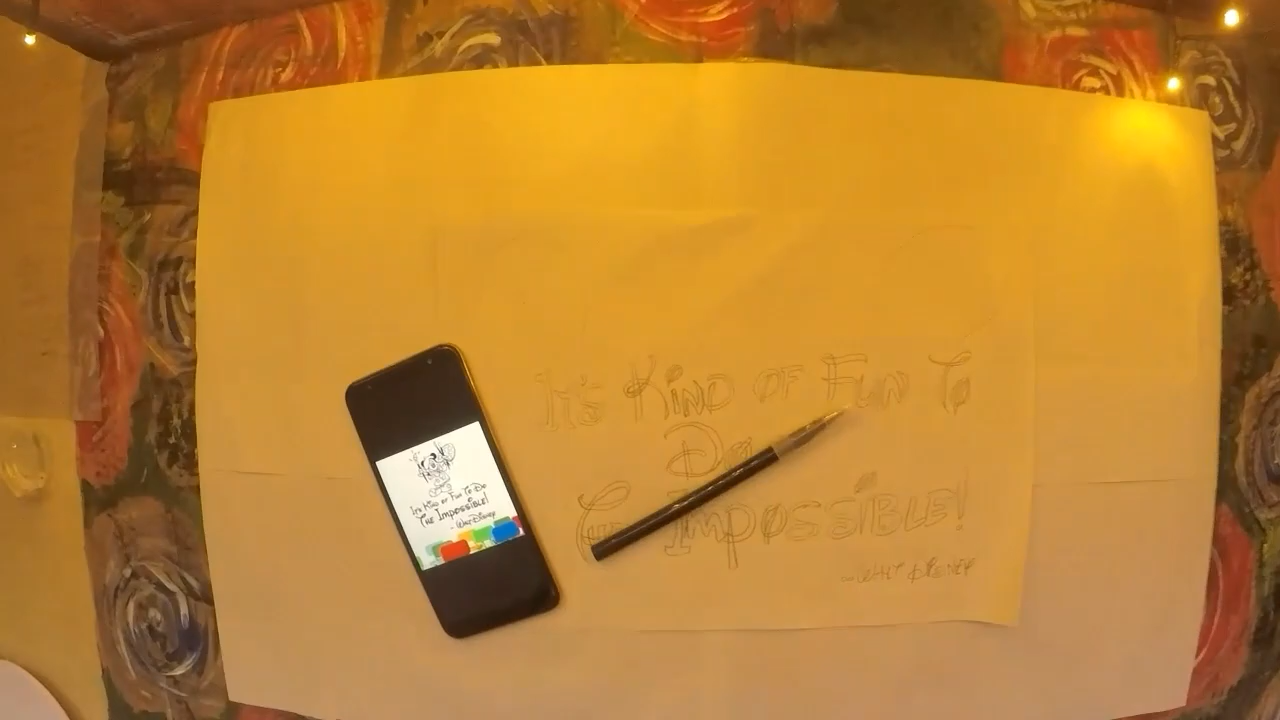 It's Kind of Fun To
Do
The Impossible!
- Walt Disney
It's Kind of Fun To Do
The Impossible!
- Walt Disney